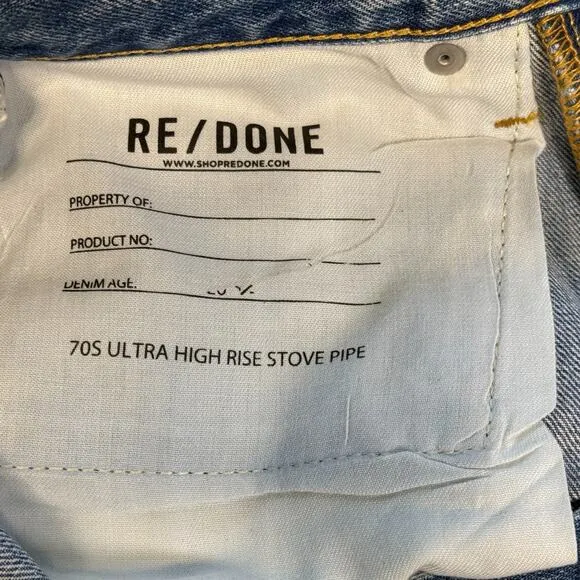 RE/DONE
WWW.SHOPREDONE.COM
PROPERTY OF:
PRODUCT NO:
DENIM AGE:
70S ULTRA HIGH RISE STOVE PIPE